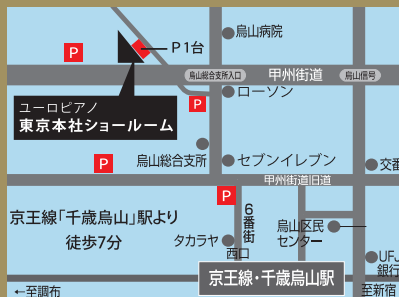 烏山病院
P1台
P
烏山総合支所入口
甲州街道
烏山信号
ユーロピアノ
東京本社ショールーム
P
ローソン
烏山総合支所
セブンイレブン
P
交番
甲州街道旧道
P
京王線「千歳烏山」駅より
徒歩7分
6番街
烏山区民
センター
タカラヤ
西口
UFJ
銀行
京王線・千歳烏山駅
←至調布
至新宿